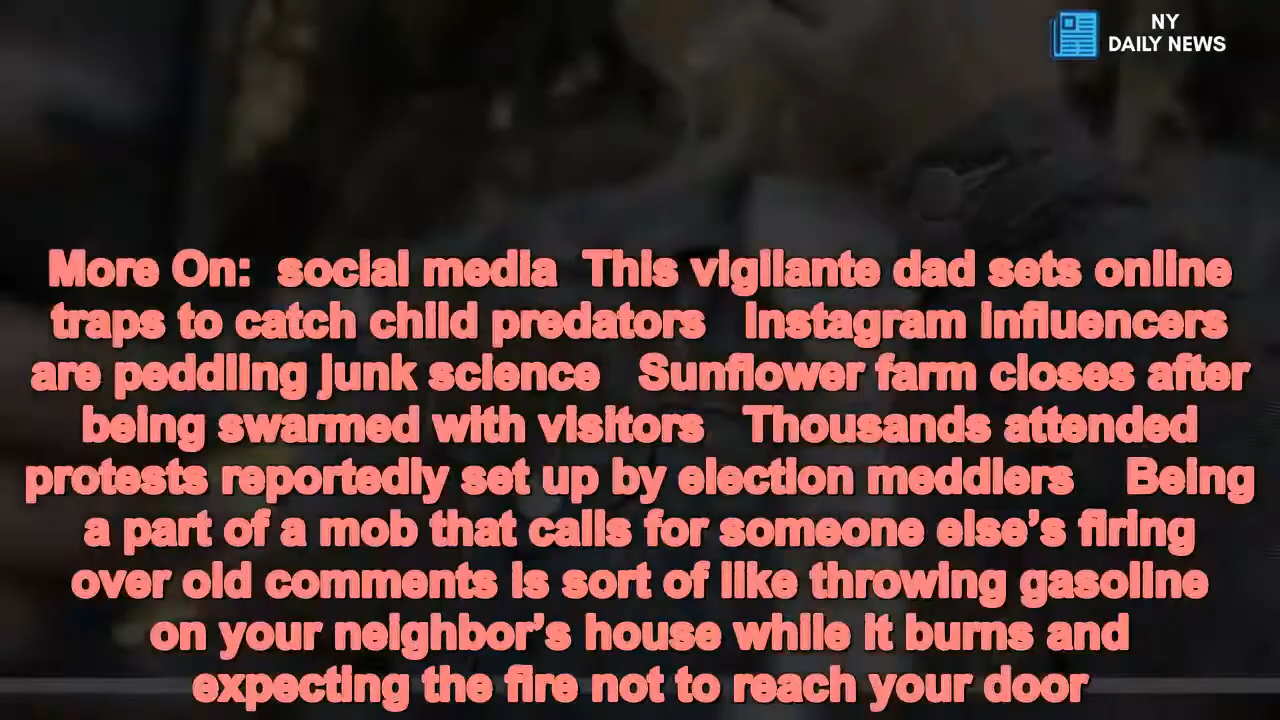 NY
DAILY NEWS
More On: social media This vigilante dad sets online
traps to catch child predators Instagram influencers
are peddling junk science Sunflower farm closes after
being swarmed with visitors Thousands attended
protests reportedly set up by election meddlers Being
a part of a mob that calls for someone else’s firing
over old comments is sort of like throwing gasoline
on your neighbor’s house while it burns and
expecting the fire not to reach your door